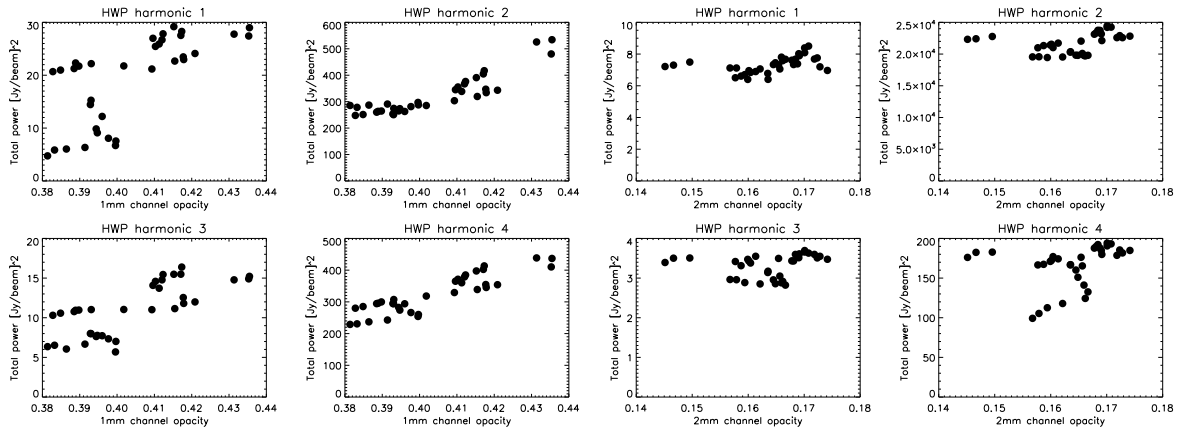 HWP harmonic 1
30
20
10
0
Total power [Jy/beam]^2
0.38 0.39 0.40 0.41 0.42 0.43 0.44
1mm channel opacity
HWP harmonic 2
600
500
400
300
200
100
0
Total power [Jy/beam]^2
0.38 0.39 0.40 0.41 0.42 0.43 0.44
1mm channel opacity
HWP harmonic 1
10
8
6
4
2
0
Total power [Jy/beam]^2
0.14 0.15 0.16 0.17 0.18
2mm channel opacity
HWP harmonic 2
2.5×10⁴
2.0×10⁴
1.5×10⁴
1.0×10⁴
5.0×10³
0
Total power [Jy/beam]^2
0.14 0.15 0.16 0.17 0.18
2mm channel opacity
HWP harmonic 3
20
15
10
5
0
Total power [Jy/beam]^2
0.38 0.39 0.40 0.41 0.42 0.43 0.44
1mm channel opacity
HWP harmonic 4
500
400
300
200
100
0
Total power [Jy/beam]^2
0.38 0.39 0.40 0.41 0.42 0.43 0.44
1mm channel opacity
HWP harmonic 3
4
3
2
1
0
Total power [Jy/beam]^2
0.14 0.15 0.16 0.17 0.18
2mm channel opacity
HWP harmonic 4
200
150
100
50
0
Total power [Jy/beam]^2
0.14 0.15 0.16 0.17 0.18
2mm channel opacity